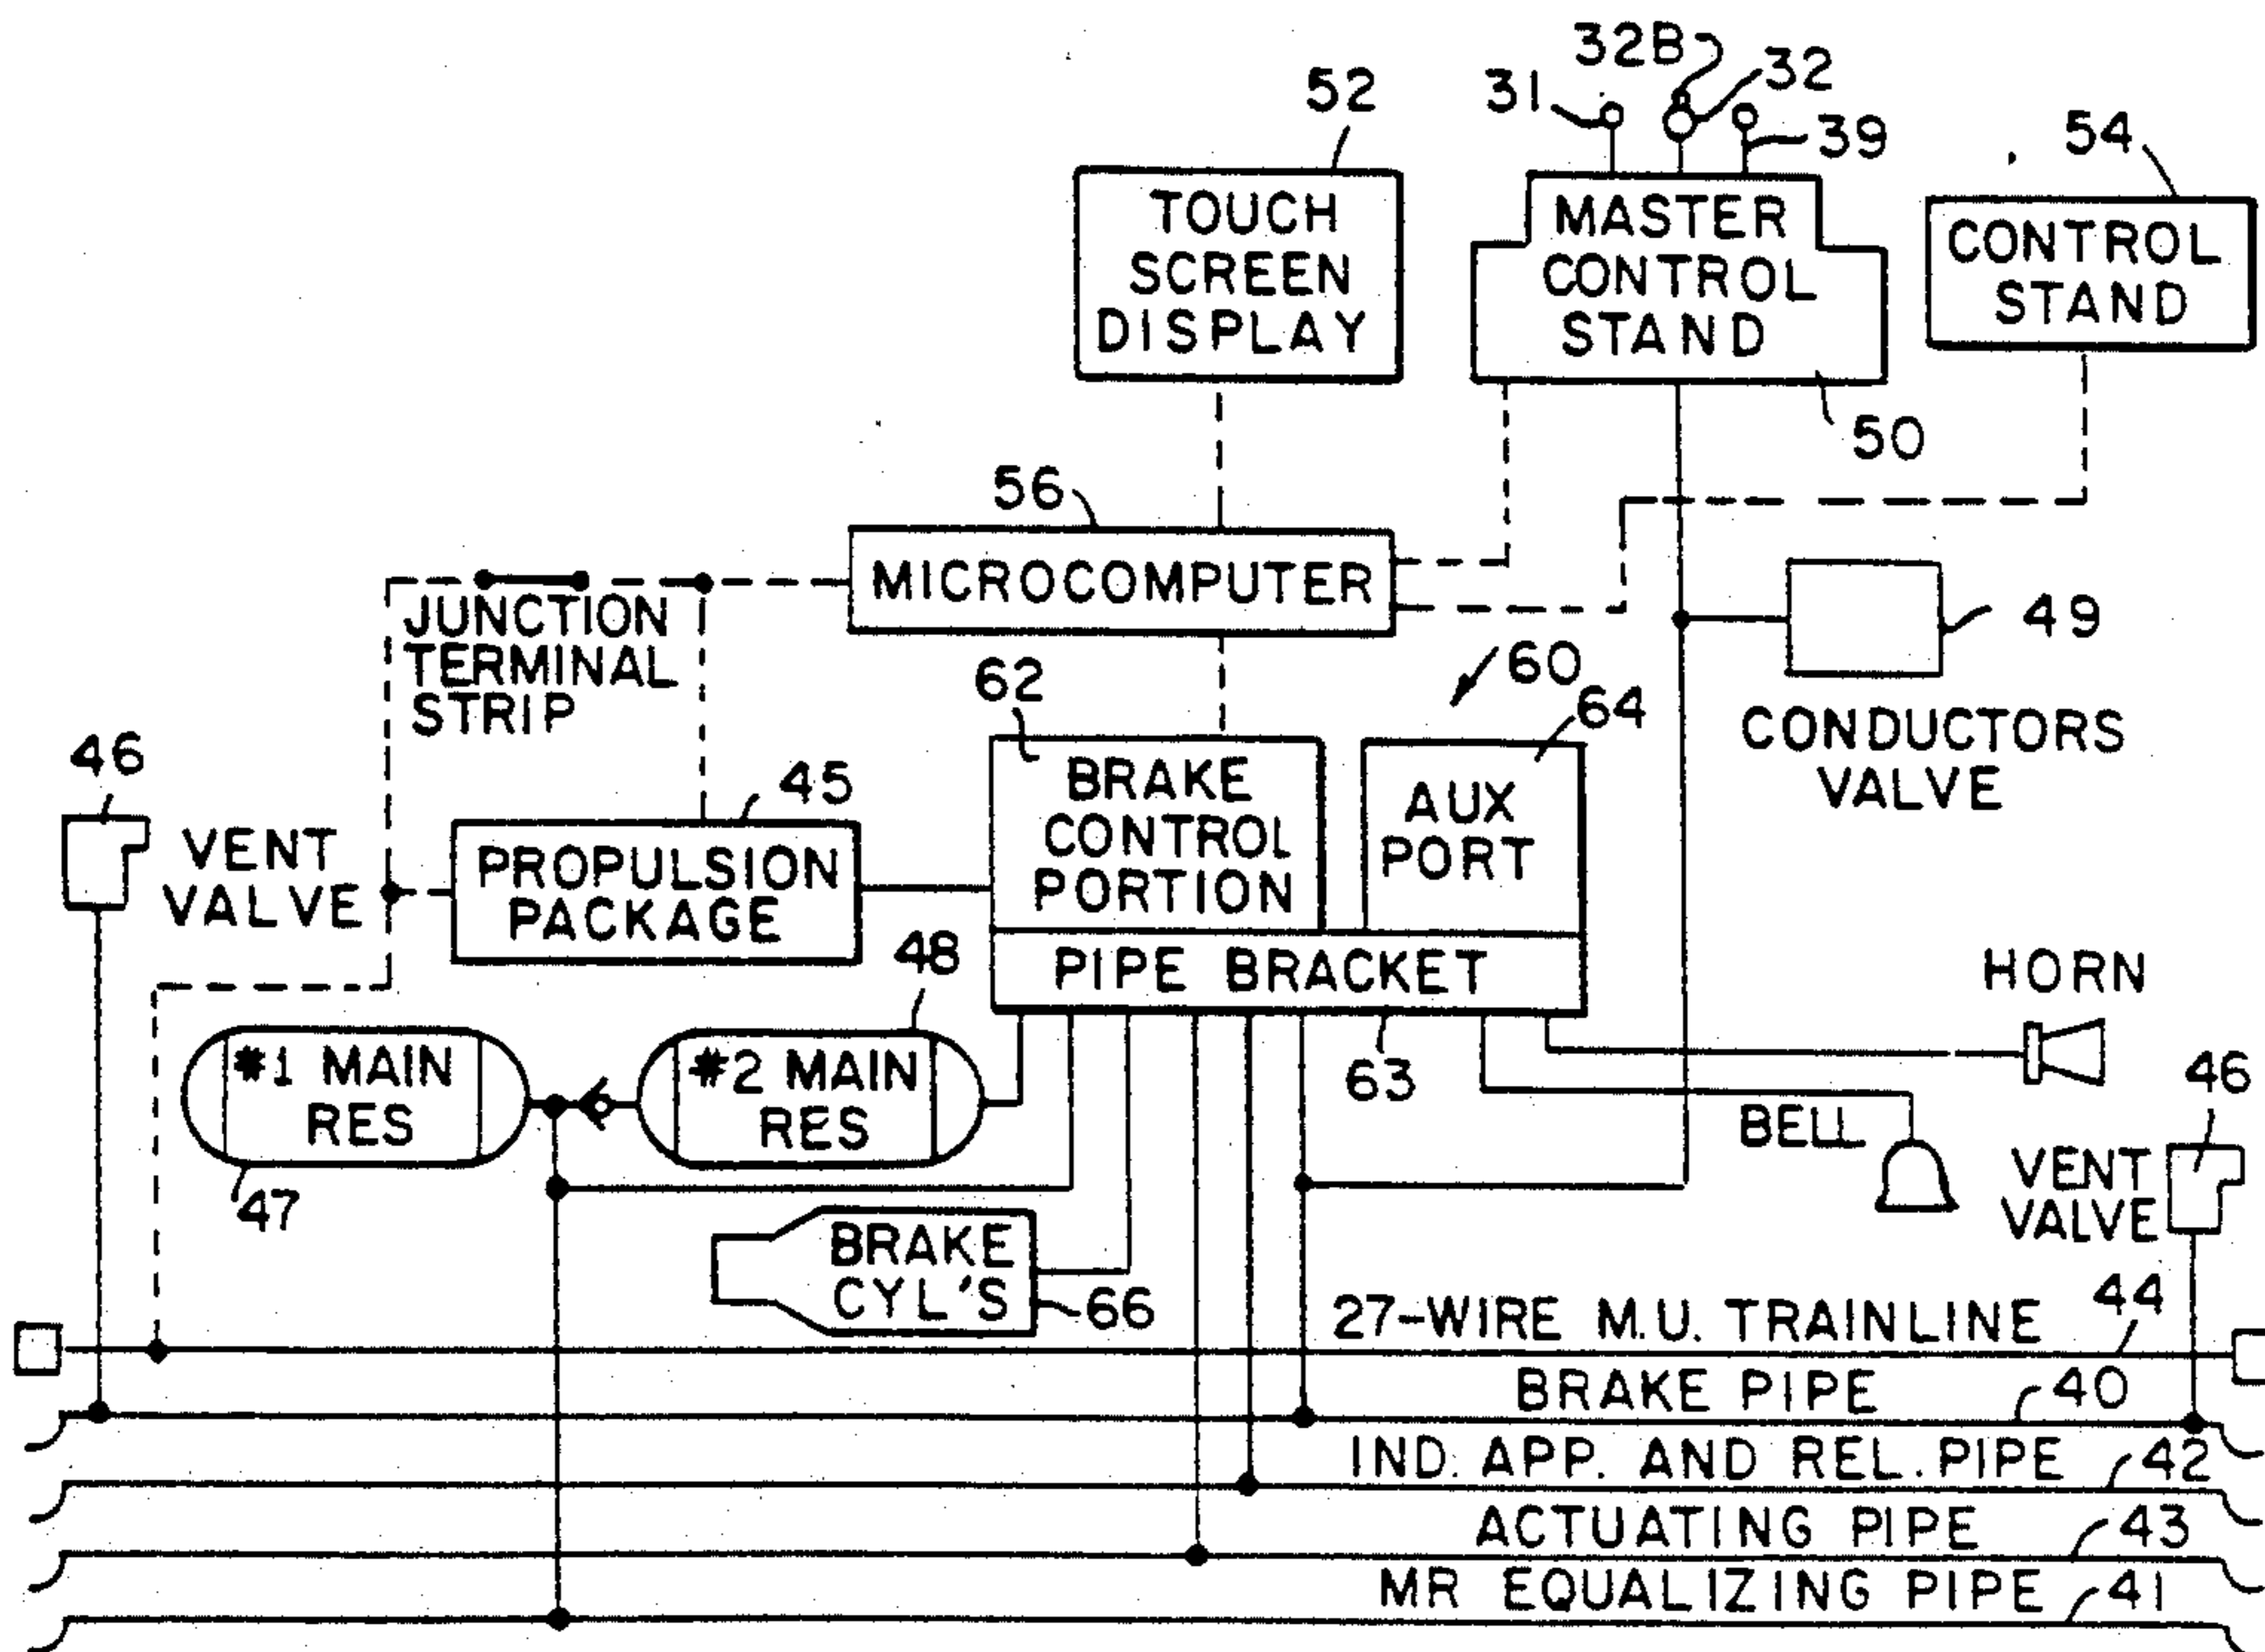 32B
31
32
39
52
54
TOUCH
SCREEN
DISPLAY
MASTER
CONTROL
STAND
CONTROL
STAND
50
56
MICROCOMPUTER
JUNCTION
TERMINAL
STRIP
49
CONDUCTORS
VALVE
60
62
64
46
VENT
VALVE
45
PROPULSION
PACKAGE
BRAKE
CONTROL
PORTION
AUX
PORT
48
PIPE BRACKET
63
HORN
#1 MAIN
RES
47
#2 MAIN
RES
BELL
46
VENT
VALVE
BRAKE
CYL'S
66
27-WIRE M.U. TRAINLINE 44
BRAKE PIPE 40
IND. APP. AND REL. PIPE 42
ACTUATING PIPE 43
MR EQUALIZING PIPE 41